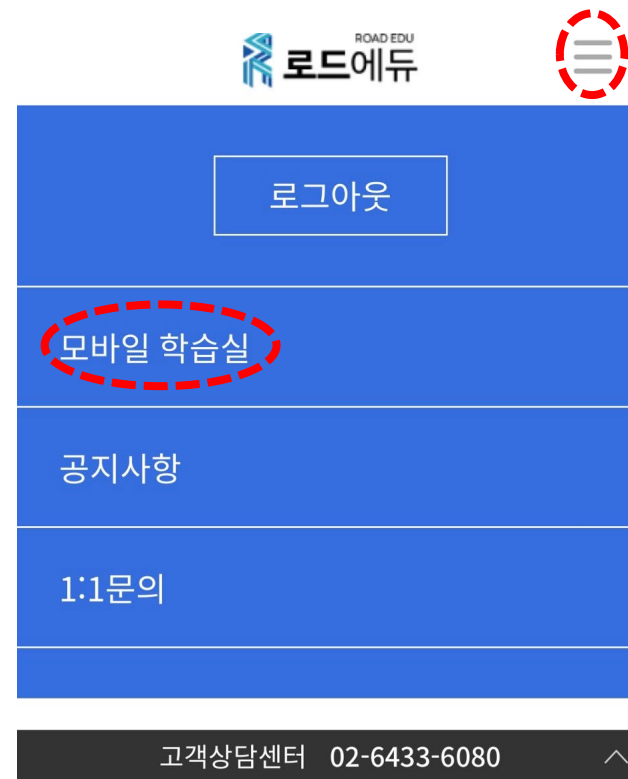 ROAD EDU
로드에듀
로그아웃
모바일 학습실
공지사항
1:1문의
고객상담센터 02-6433-6080